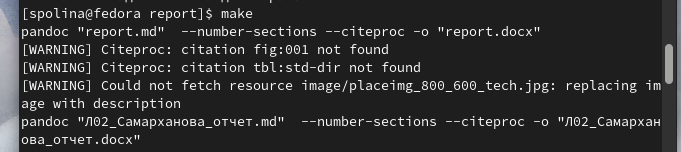 [spolina@fedora report]$ make
pandoc "report.md"  --number-sections --citeproc -o "report.docx"
[WARNING] Citeproc: citation fig:001 not found
[WARNING] Citeproc: citation tbl:std-dir not found
[WARNING] Could not fetch resource image/placeimg_800_600_tech.jpg: replacing im
age with description
pandoc "Л02_Самарханова_отчет.md"  --number-sections --citeproc -o "Л02_Самархан
ова_отчет.docx"